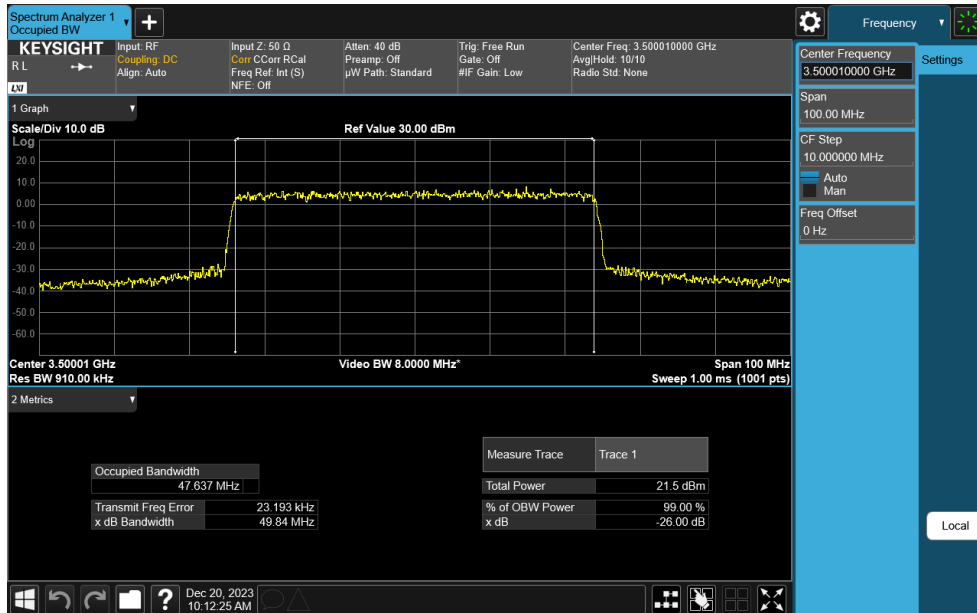 Spectrum Analyzer 1
Occupied BW
Frequency
KEYSIGHT
R L
LXI
Input: RF
Coupling: DC
Align: Auto
Input Z: 50 Ω
Corr CCorr RCal
Freq Ref: Int (S)
NFE: Off
Atten: 40 dB
Preamp: Off
µW Path: Standard
Trig: Free Run
Gate: Off
#IF Gain: Low
Center Freq: 3.500010000 GHz
Avg|Hold: 10/10
Radio Std: None
Center Frequency
3.500010000 GHz
Settings
Span
100.00 MHz
CF Step
10.000000 MHz
Auto
Man
Freq Offset
0 Hz
Local
1 Graph
Scale/Div 10.0 dB
Ref Value 30.00 dBm
Log
20.0
10.0
0.00
-10.0
-20.0
-30.0
-40.0
-50.0
-60.0
Center 3.50001 GHz
Video BW 8.0000 MHz*
Span 100 MHz
Res BW 910.00 kHz
Sweep 1.00 ms (1001 pts)
2 Metrics
Measure Trace Trace 1
Occupied Bandwidth
47.637 MHz
Total Power 21.5 dBm
Transmit Freq Error 23.193 kHz
% of OBW Power 99.00 %
x dB Bandwidth 49.84 MHz
x dB -26.00 dB
?
Dec 20, 2023
10:12:25 AM